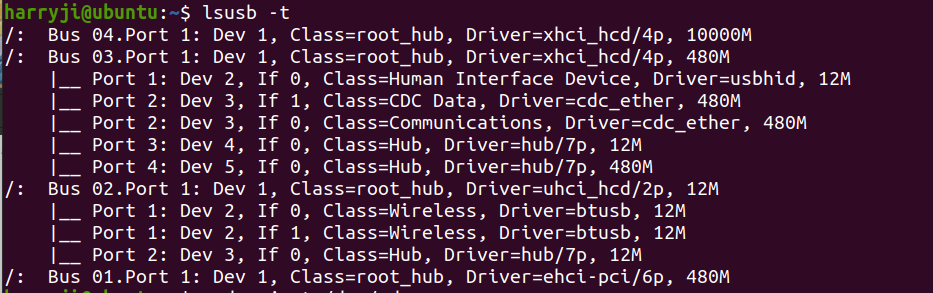 harryji@ubuntu:~$ lsusb -t
/:  Bus 04.Port 1: Dev 1, Class=root_hub, Driver=xhci_hcd/4p, 10000M
/:  Bus 03.Port 1: Dev 1, Class=root_hub, Driver=xhci_hcd/4p, 480M
    |__ Port 1: Dev 2, If 0, Class=Human Interface Device, Driver=usbhid, 12M
    |__ Port 2: Dev 3, If 1, Class=CDC Data, Driver=cdc_ether, 480M
    |__ Port 2: Dev 3, If 0, Class=Communications, Driver=cdc_ether, 480M
    |__ Port 3: Dev 4, If 0, Class=Hub, Driver=hub/7p, 12M
    |__ Port 4: Dev 5, If 0, Class=Hub, Driver=hub/7p, 480M
/:  Bus 02.Port 1: Dev 1, Class=root_hub, Driver=uhci_hcd/2p, 12M
    |__ Port 1: Dev 2, If 0, Class=Wireless, Driver=btusb, 12M
    |__ Port 1: Dev 2, If 1, Class=Wireless, Driver=btusb, 12M
    |__ Port 2: Dev 3, If 0, Class=Hub, Driver=hub/7p, 12M
/:  Bus 01.Port 1: Dev 1, Class=root_hub, Driver=ehci-pci/6p, 480M